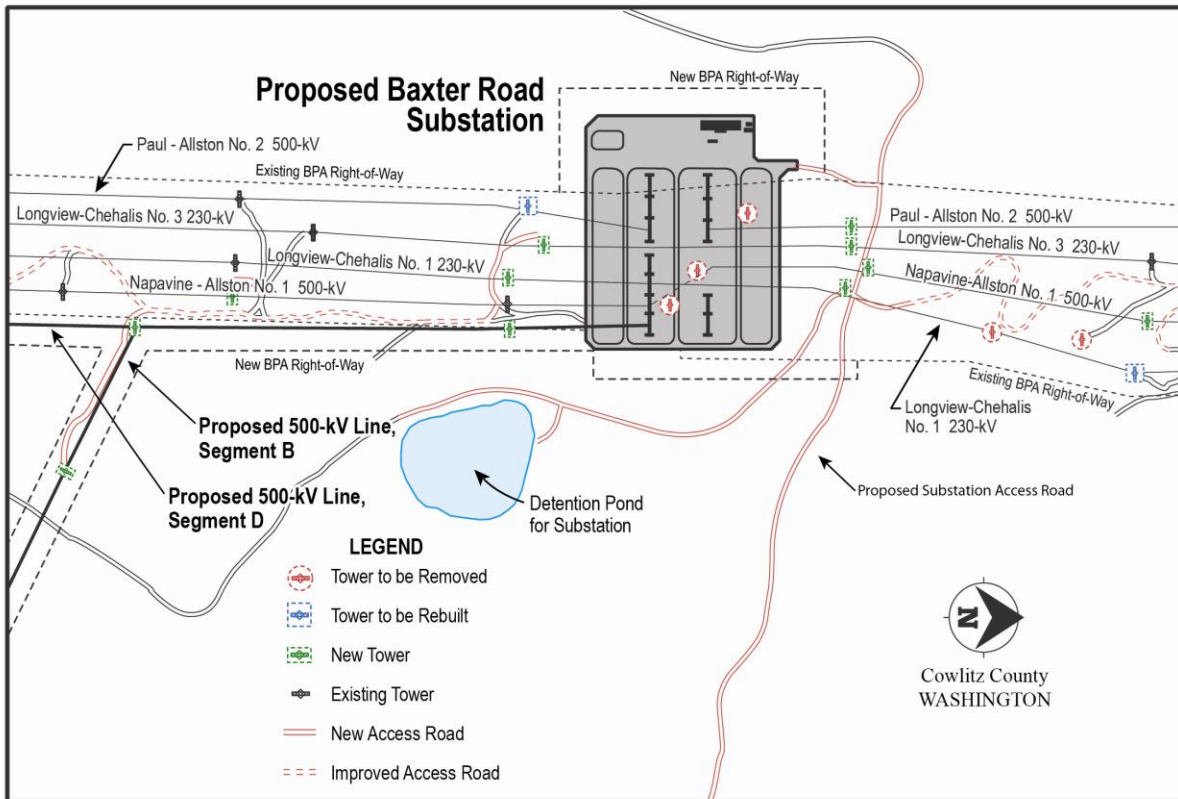 New BPA Right-of-Way
Proposed Baxter Road
Substation
Paul - Allston No. 2  500-kV
Existing BPA Right-of-Way
Longview-Chehalis No. 3 230-kV
Paul - Allston No. 2  500-kV
Longview-Chehalis No. 3  230-kV
Longview-Chehalis No. 1 230-kV
Napavine-Allston No. 1  500-kV
Napavine - Allston No. 1  500-kV
New BPA Right-of-Way
Existing BPA Right-of-Way
Longview-Chehalis
No. 1  230-kV
Proposed 500-kV Line,
Segment B
Proposed 500-kV Line,
Segment D
Detention Pond
for Substation
Proposed Substation Access Road
LEGEND
Tower to be Removed
Tower to be Rebuilt
New Tower
Existing Tower
New Access Road
Improved Access Road
N
Cowlitz County
WASHINGTON